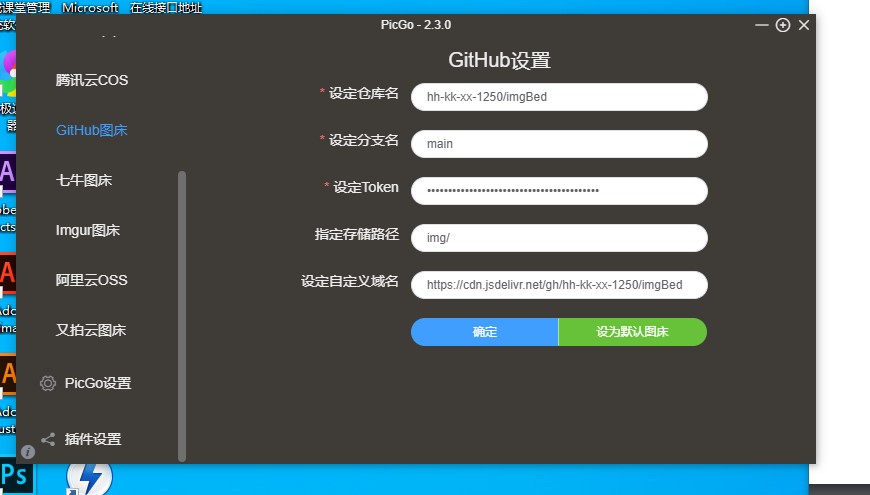 课堂管理 Microsoft 在线接口地址
PicGo - 2.3.0
腾讯云COS
GitHub图床
七牛图床
Imgur图床
阿里云OSS
又拍云图床
PicGo设置
插件设置
GitHub设置
* 设定仓库名
hh-kk-xx-1250/imgBed
* 设定分支名
main
* 设定Token
指定存储路径
img/
设定自定义域名
https://cdn.jsdelivr.net/gh/hh-kk-xx-1250/imgBed
确定
设为默认图床
Ps